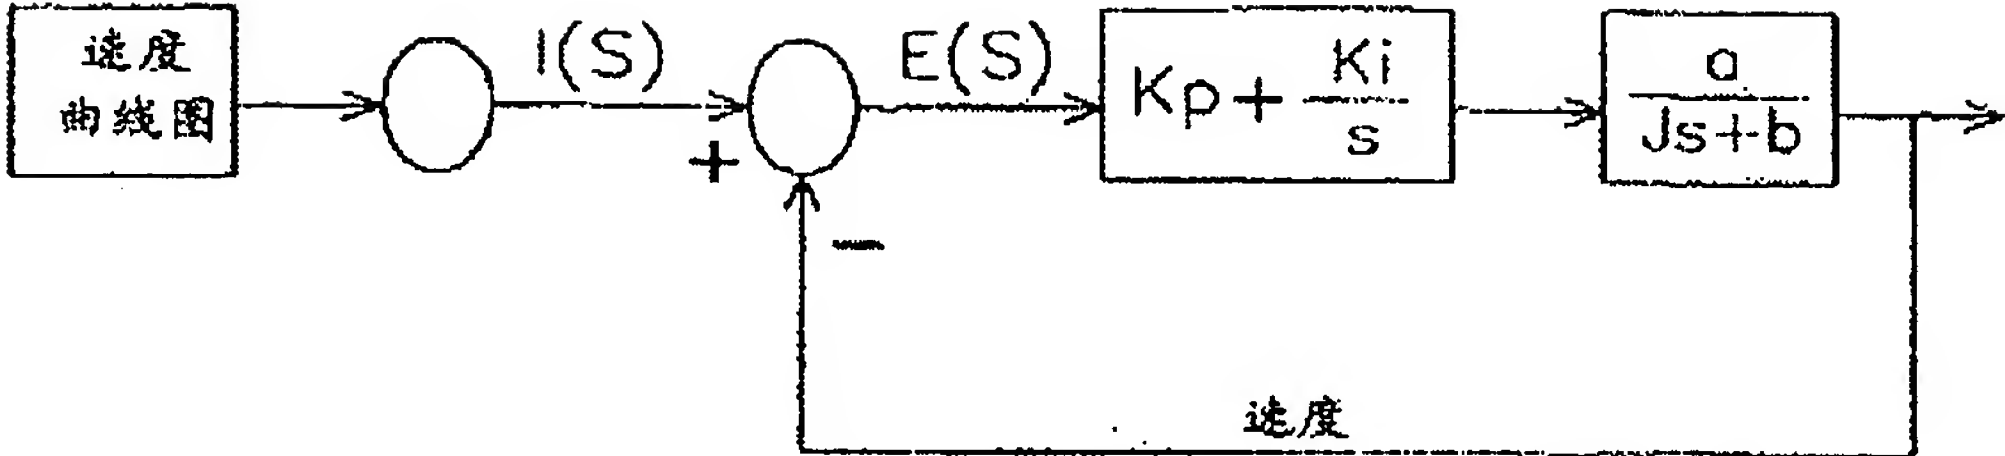 速度
曲线图
I(S)
+
−
E(S)
Kp + Ki/s
a/Js+b
速度